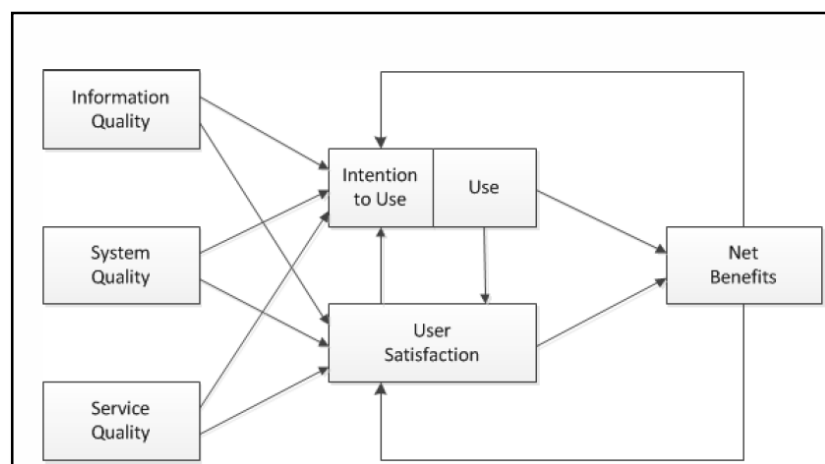 Information
Quality
Intention
to Use
Use
System
Quality
Net
Benefits
User
Satisfaction
Service
Quality